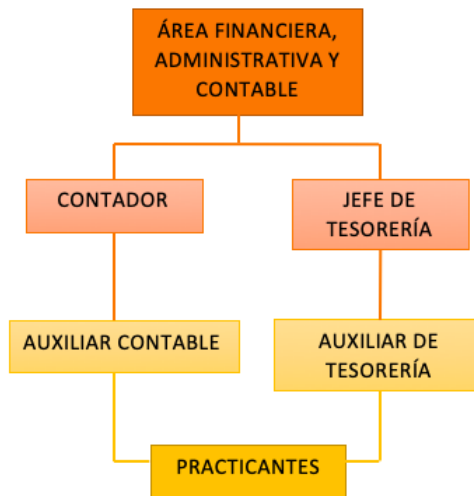 ÁREA FINANCIERA,
ADMINISTRATIVA Y
CONTABLE
CONTADOR
JEFE DE
TESORERÍA
AUXILIAR CONTABLE
AUXILIAR DE
TESORERÍA
PRACTICANTES